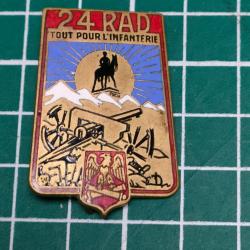 24 RAD
TOUT POUR L'INFANTERIE